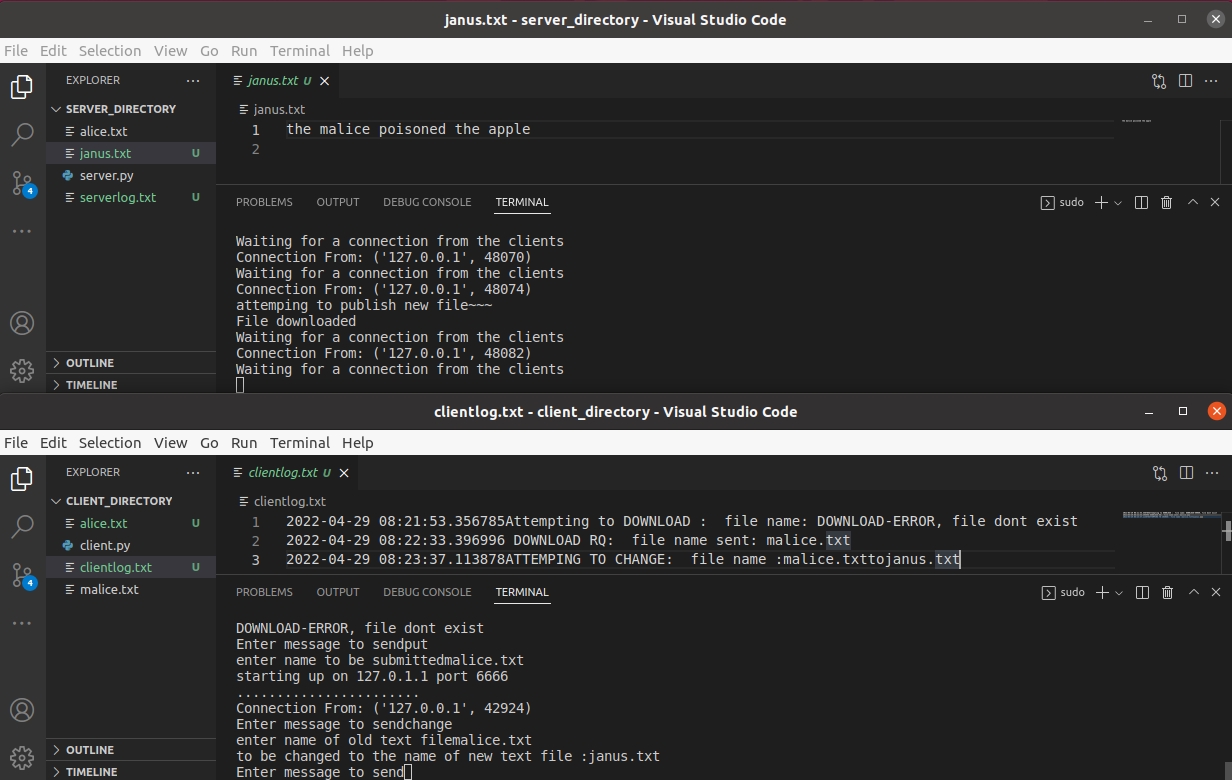 janus.txt - server_directory - Visual Studio Code
File Edit Selection View Go Run Terminal Help
EXPLORER ...
janus.txt U
SERVER_DIRECTORY
alice.txt
janus.txt U
server.py
serverlog.txt U
4
OUTLINE
TIMELINE
janus.txt
1 the malice poisoned the apple
2
PROBLEMS OUTPUT DEBUG CONSOLE TERMINAL
sudo
Waiting for a connection from the clients
Connection From: ('127.0.0.1', 48070)
Waiting for a connection from the clients
Connection From: ('127.0.0.1', 48074)
attemping to publish new file~~~
File downloaded
Waiting for a connection from the clients
Connection From: ('127.0.0.1', 48082)
Waiting for a connection from the clients
clientlog.txt - client_directory - Visual Studio Code
File Edit Selection View Go Run Terminal Help
EXPLORER ...
clientlog.txt U
CLIENT_DIRECTORY
alice.txt U
client.py
clientlog.txt U
malice.txt
4
OUTLINE
TIMELINE
clientlog.txt
1 2022-04-29 08:21:53.356785Attempting to DOWNLOAD :  file name: DOWNLOAD-ERROR, file dont exist
2 2022-04-29 08:22:33.396996 DOWNLOAD RQ:  file name sent: malice.txt
3 2022-04-29 08:23:37.113878ATTEMPING TO CHANGE:  file name :malice.txttojanus.txt
PROBLEMS OUTPUT DEBUG CONSOLE TERMINAL
sudo
DOWNLOAD-ERROR, file dont exist
Enter message to sendput
enter name to be submittedmalice.txt
starting up on 127.0.1.1 port 6666
.......................
Connection From: ('127.0.0.1', 42924)
Enter message to sendchange
enter name of old text filemalice.txt
to be changed to the name of new text file :janus.txt
Enter message to send